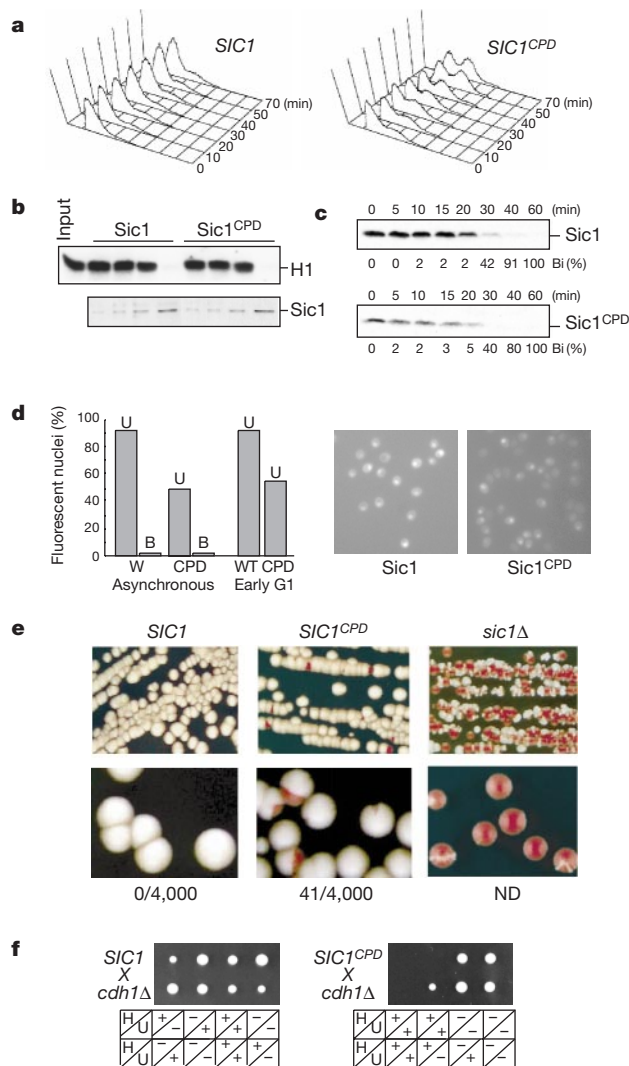 a
SIC1
SIC1CPD
70 (min)
50
40
30
20
10
0
70 (min)
50
40
30
20
10
0
b
Input
Sic1
Sic1CPD
H1
Sic1
c
0 5 10 15 20 30 40 60 (min)
Sic1
0 0 2 2 2 42 91 100 Bi (%)
0 5 10 15 20 30 40 60 (min)
Sic1CPD
0 2 2 3 5 40 80 100 Bi (%)
d
Fluorescent nuclei (%)
100
80
60
40
20
0
U B U B U U
W CPD WT CPD
Asynchronous Early G1
Sic1
Sic1CPD
e
SIC1 SIC1CPD sic1Δ
0/4,000 41/4,000 ND
f
SIC1
X
cdh1Δ
H/U +/− −/+ +/+ −/−
H/U −/+ −/− +/+ +/−
SIC1CPD
X
cdh1Δ
H/U +/+ +/+ −/− −/−
H/U +/+ +/+ −/− −/−